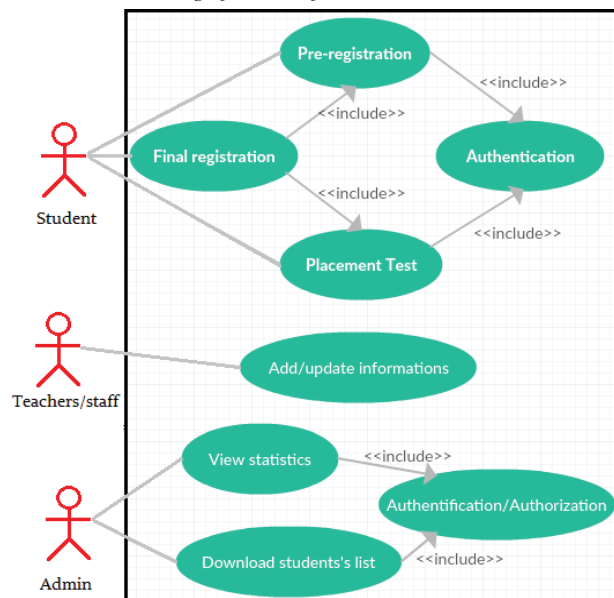 Pre-registration
<<include>>
<<include>>
Final registration
Authentication
Student
<<include>>
<<include>>
Placement Test
Add/update informations
Teachers/staff
View statistics
<<include>>
Authentification/Authorization
Download students's list
<<include>>
Admin